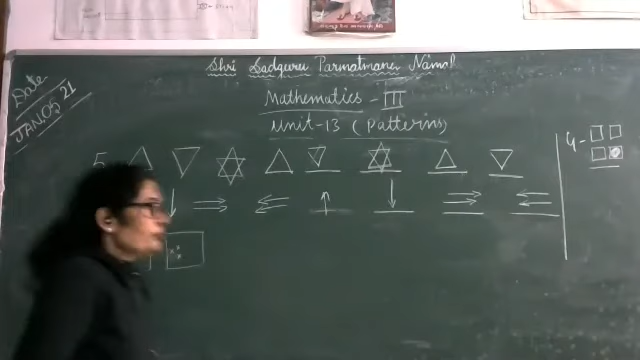 Date
JAN 05 21
Shri Sadguru Parmatmane Namah
Mathematics - III
Unit-13 (Patterns)
5
4-